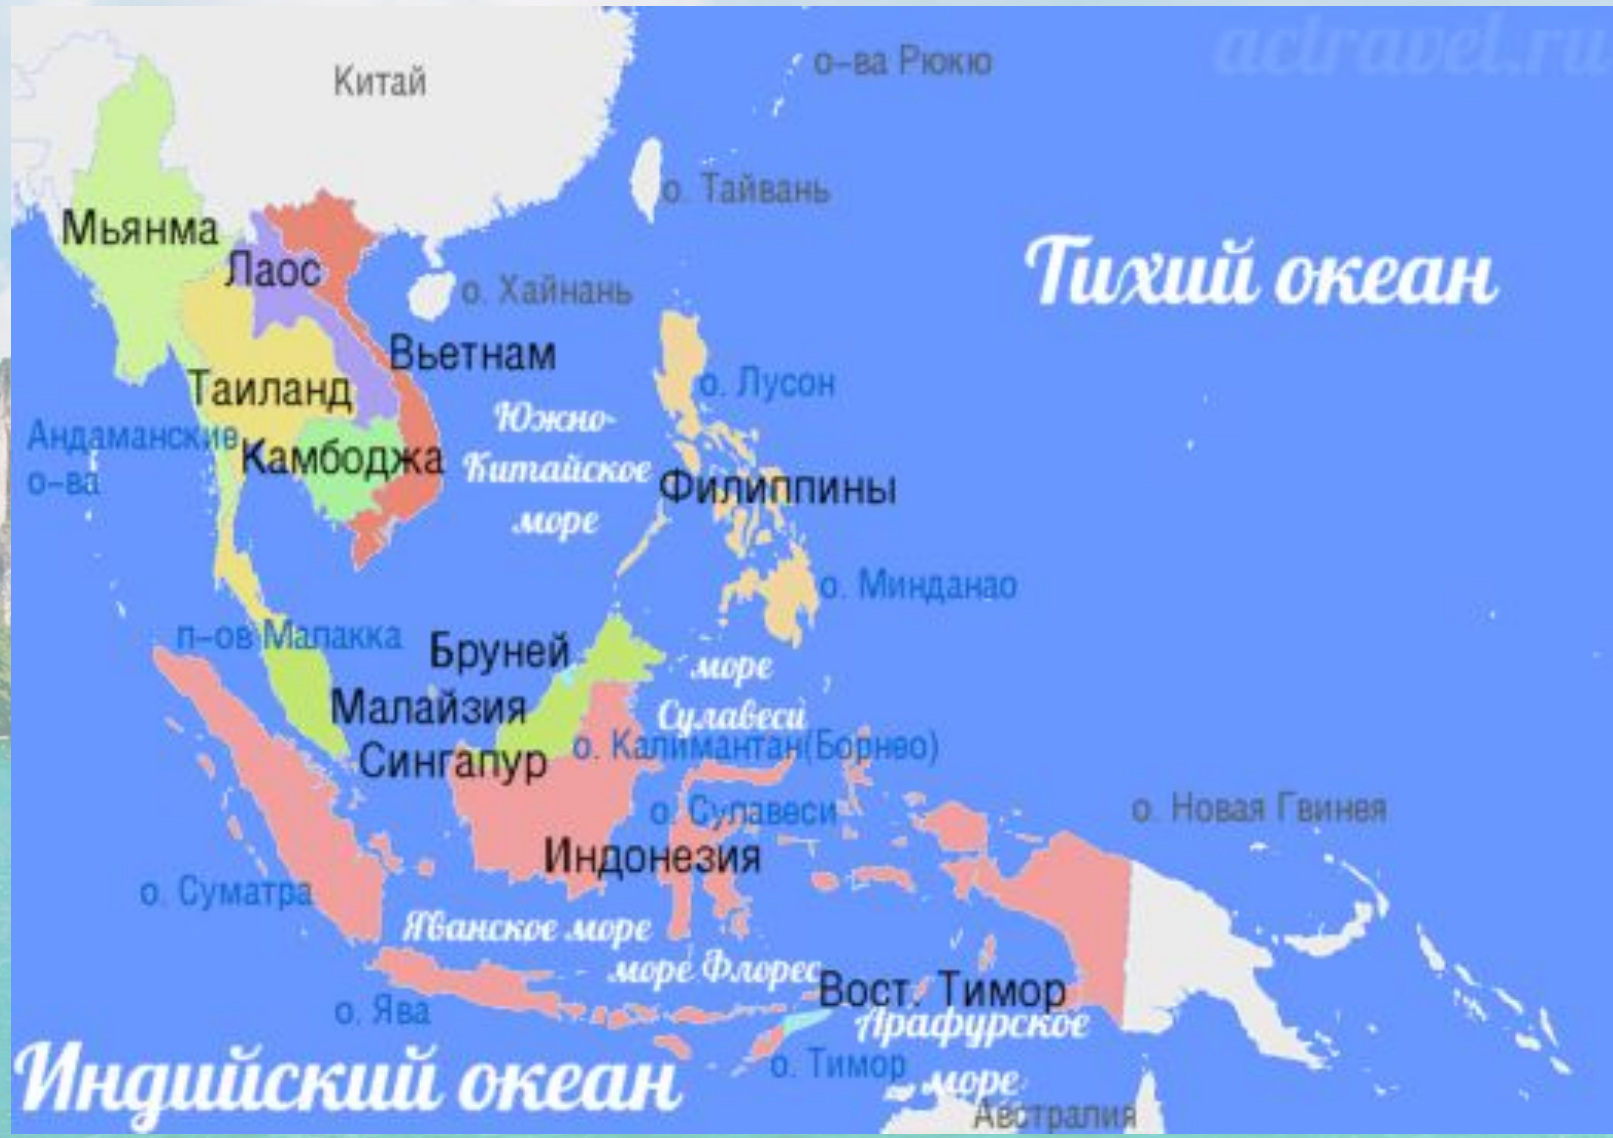 actravel.ru
о-ва Рюкю
Китай
о. Тайвань
Мьянма
Лаос
Тихий океан
о. Хайнань
Вьетнам
Таиланд
о. Лусон
Южно-
Китайское
море
Андаманские
о-ва
Камбоджа
Филиппины
о. Минданао
п-ов Малакка
Бруней
море
Сулавеси
Малайзия
Сингапур
о. Калимантан(Борнео)
о. Сулавеси
о. Новая Гвинея
Индонезия
о. Суматра
Яванское море
море Флорес
Вост. Тимор
о. Ява
Арафурское
море
о. Тимор
Индийский океан
Австралия